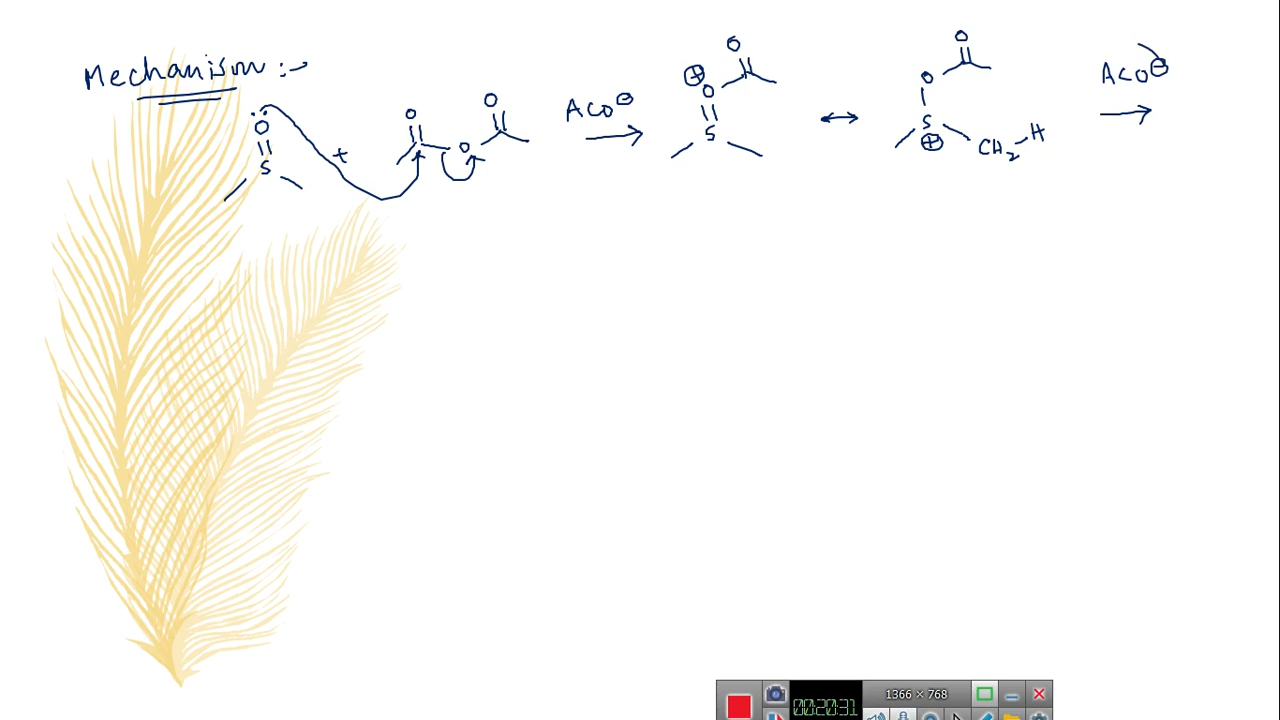 Mechanism :-
O
S
+
O
O
O
AcO⊖
⊕
O
O
S
O
O
S
⊕
CH2-H
AcO⊖
00:20:31
1366 × 768